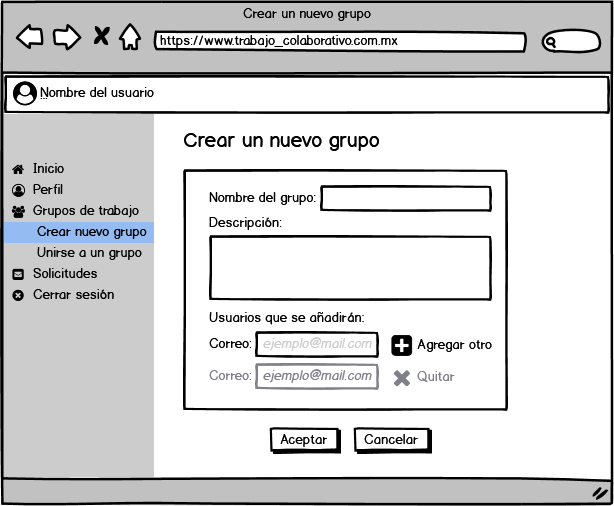 Crear un nuevo grupo
https://www.trabajo_colaborativo.com.mx
Nombre del usuario
Crear un nuevo grupo
Inicio
Perfil
Grupos de trabajo
Crear nuevo grupo
Unirse a un grupo
Solicitudes
Cerrar sesión
Nombre del grupo:
Descripción:
Usuarios que se añadirán:
Correo: ejemplo@mail.com Agregar otro
Correo: ejemplo@mail.com Quitar
Aceptar Cancelar